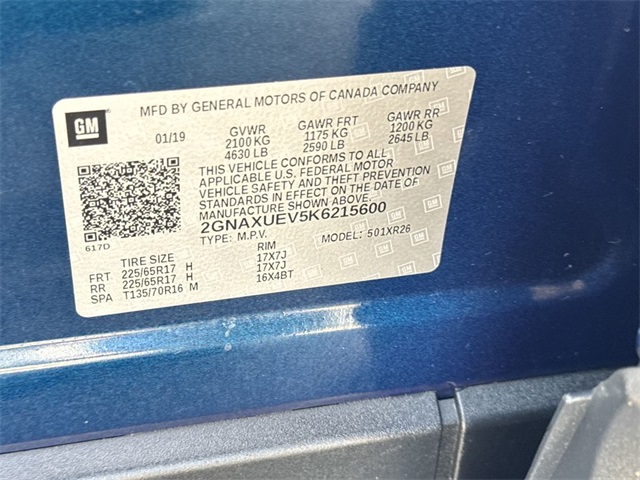 MFD BY GENERAL MOTORS OF CANADA COMPANY
GM
01/19 GVWR GAWR FRT GAWR RR
2100 KG 1175 KG 1200 KG
4630 LB 2590 LB 2645 LB
THIS VEHICLE CONFORMS TO ALL
APPLICABLE U.S. FEDERAL MOTOR
VEHICLE SAFETY AND THEFT PREVENTION
STANDARDS IN EFFECT ON THE DATE OF
MANUFACTURE SHOWN ABOVE.
2GNAXUEV5K6215600
617D
TYPE: M.P.V. MODEL: 501XR26
TIRE SIZE RIM
FRT 225/65R17 H 17X7J
RR 225/65R17 H 17X7J
SPA T135/70R16 M 16X4BT